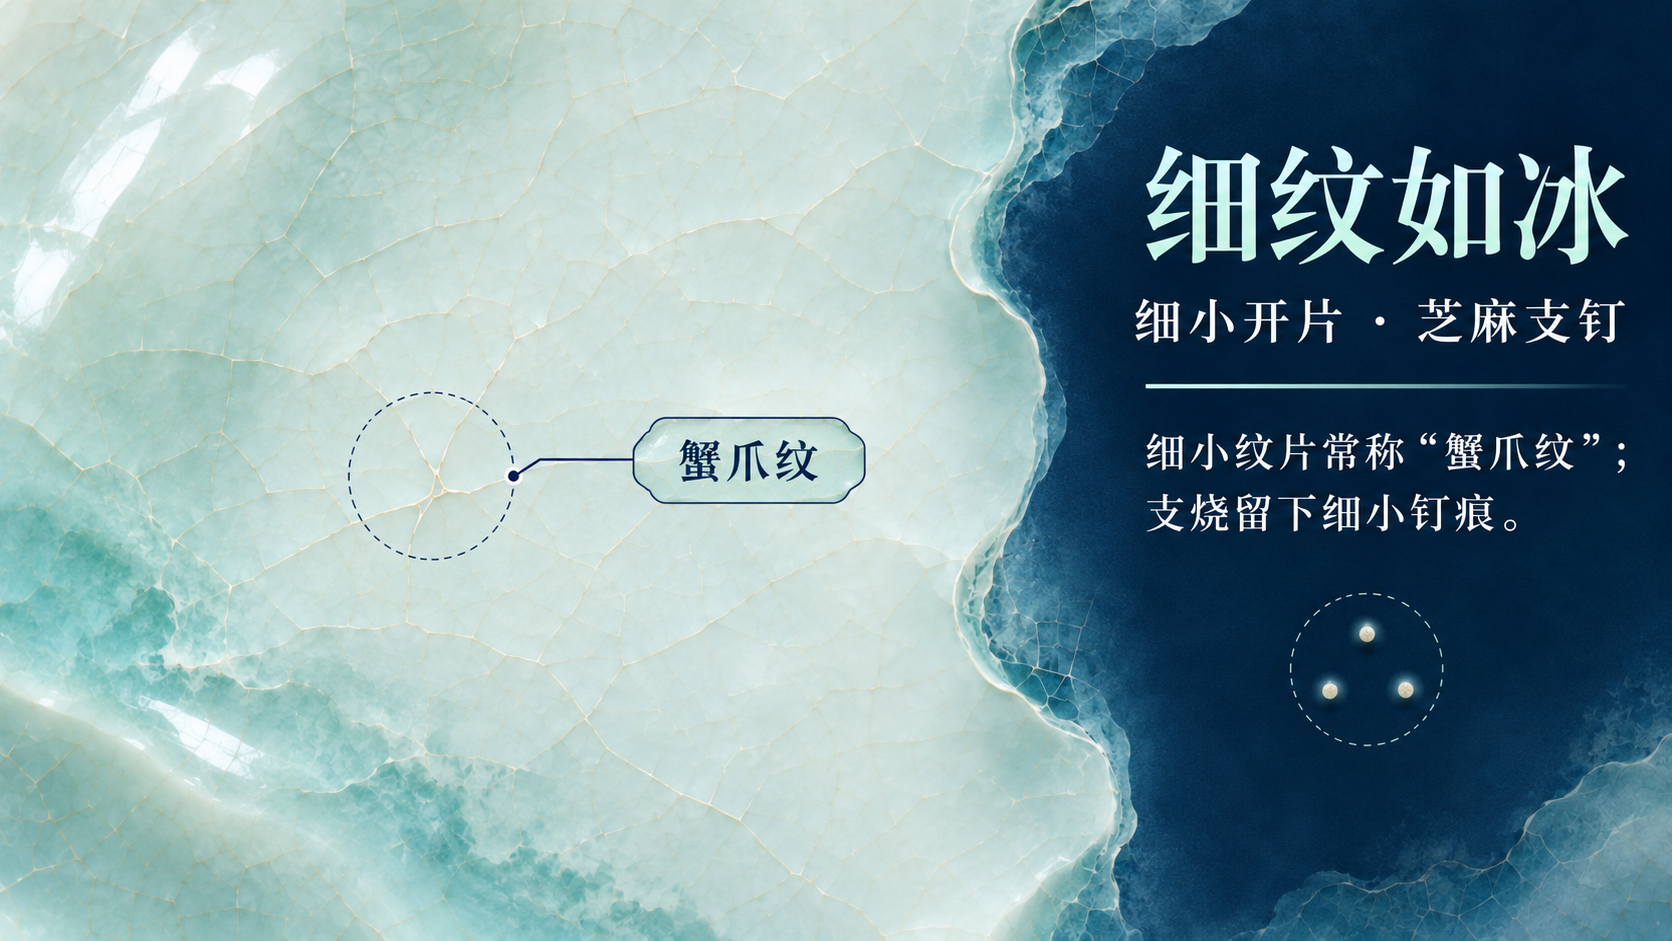 细纹如冰
细小开片 · 芝麻支钉
细小纹片常称“蟹爪纹”；
支烧留下细小钉痕。
蟹爪纹